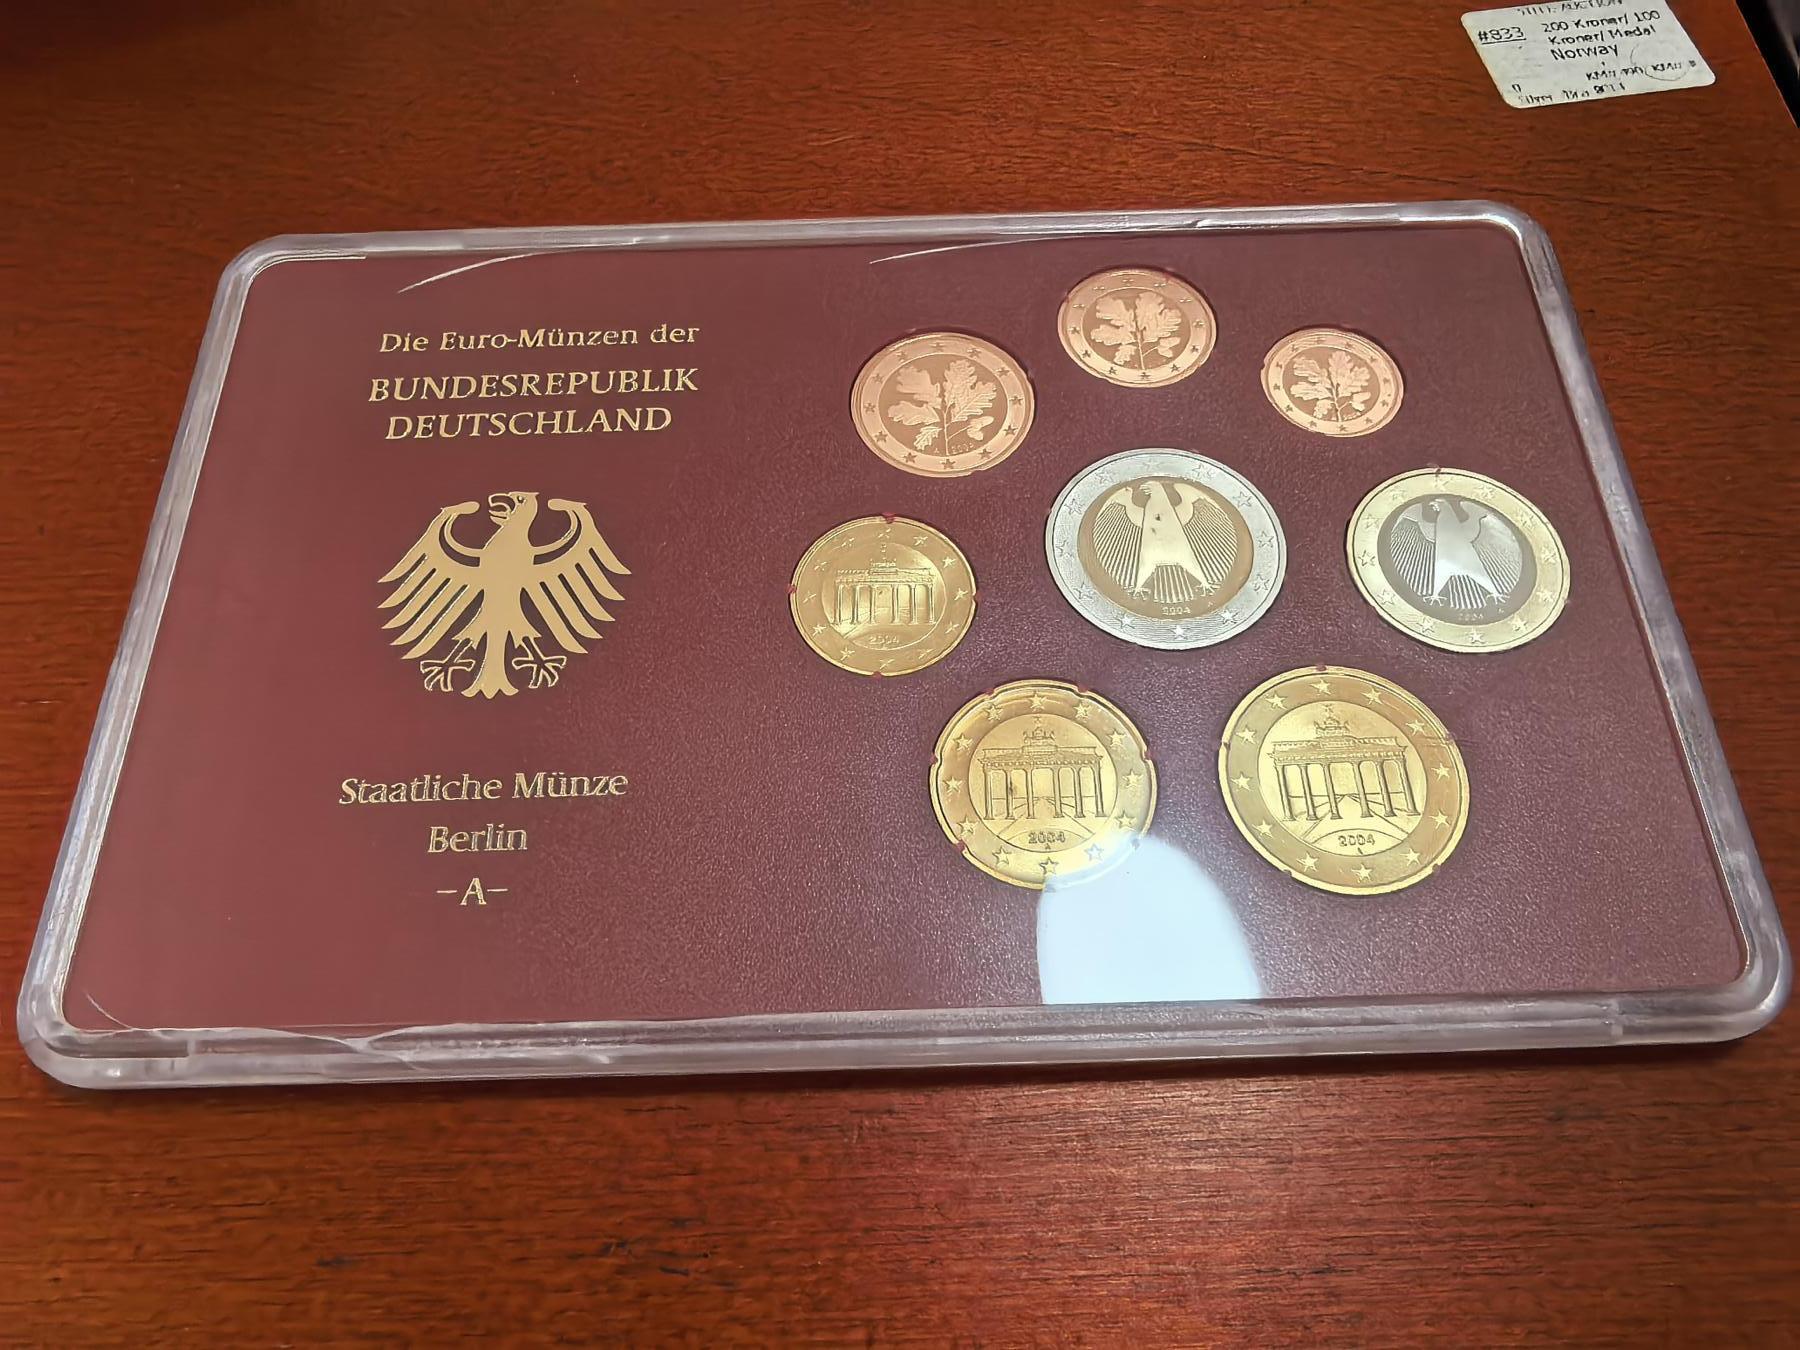 #833 200 Kroner/ 100
Kroner/ Medal
Norway
Die Euro-Münzen der
BUNDESREPUBLIK
DEUTSCHLAND
Staatliche Münze
Berlin
-A-
A 2004
2004
2004 A
2004 A
2004
A
2004
A